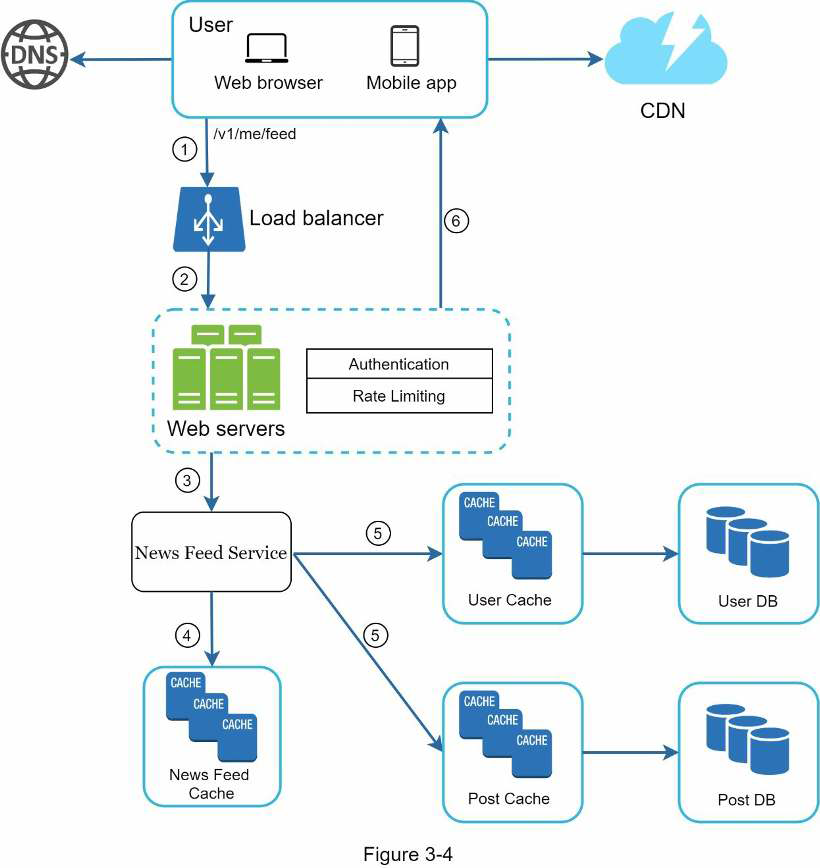 User
DNS
Web browser
Mobile app
CDN
/v1/me/feed
1
Load balancer
6
2
Authentication
Rate Limiting
Web servers
3
CACHE
CACHE
CACHE
User Cache
User DB
News Feed Service
5
4
5
CACHE
CACHE
CACHE
News Feed
Cache
CACHE
CACHE
CACHE
Post Cache
Post DB
Figure 3-4